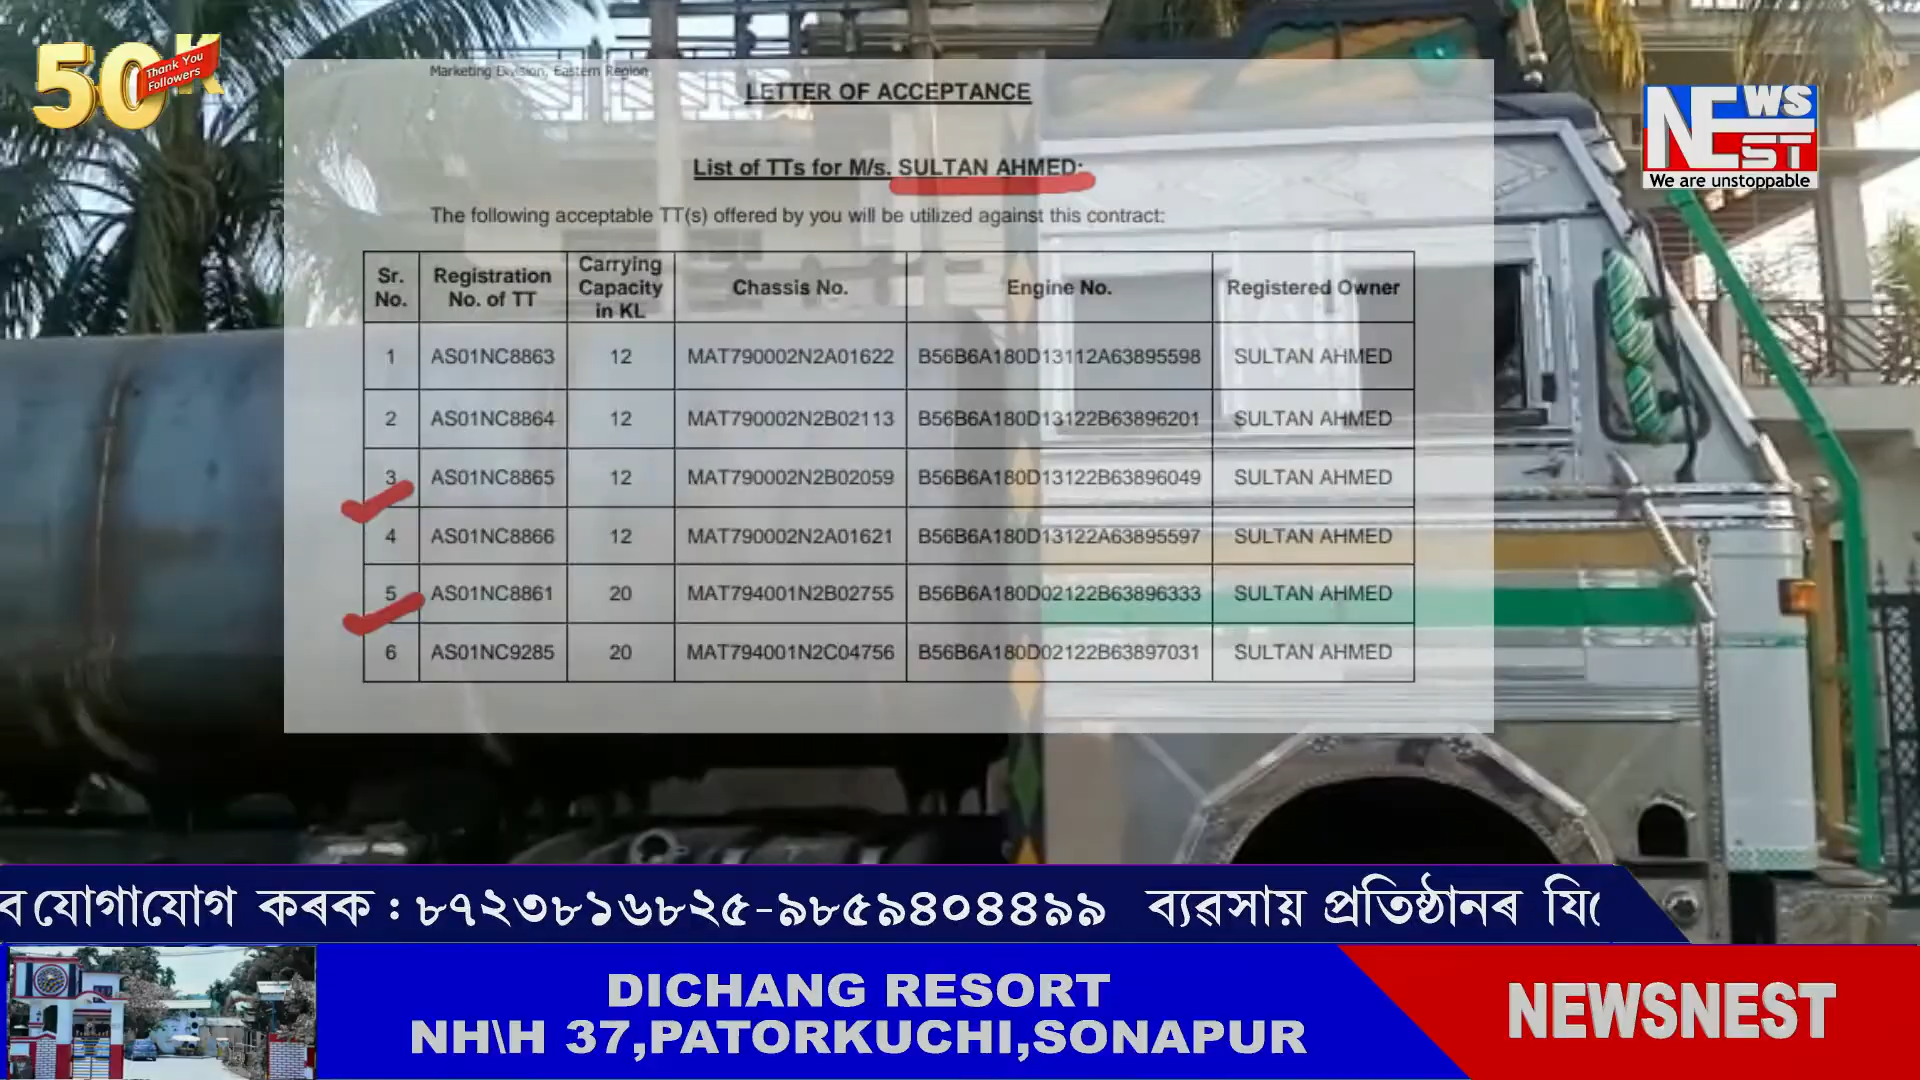 50K
Thank You
Followers
Marketing Division, Eastern Region
LETTER OF ACCEPTANCE
NEWS
NEST
We are unstoppable
List of TTs for M/s. SULTAN AHMED:
The following acceptable TT(s) offered by you will be utilized against this contract:
Sr. No. Registration No. of TT Carrying Capacity in KL Chassis No. Engine No. Registered Owner
1 AS01NC8863 12 MAT790002N2A01622 B56B6A180D13112A63895598 SULTAN AHMED
2 AS01NC8864 12 MAT790002N2B02113 B56B6A180D13122B63896201 SULTAN AHMED
3 AS01NC8865 12 MAT790002N2B02059 B56B6A180D13122B63896049 SULTAN AHMED
4 AS01NC8866 12 MAT790002N2A01621 B56B6A180D13122A63895597 SULTAN AHMED
5 AS01NC8861 20 MAT794001N2B02755 B56B6A180D02122B63896333 SULTAN AHMED
6 AS01NC9285 20 MAT794001N2C04756 B56B6A180D02122B63897031 SULTAN AHMED
ব যোগাযোগ কৰক : ৮৭২৩৮১৬৮২৫-৯৮৫৯৪০৪৪৯৯ ব্যৱসায় প্ৰতিষ্ঠানৰ
DICHANG RESORT
NH\H 37,PATORKUCHI,SONAPUR
NEWSNEST